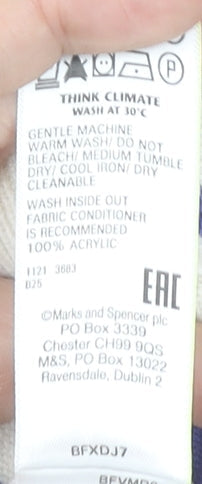 P
THINK CLIMATE
WASH AT 30°C
GENTLE MACHINE
WARM WASH/ DO NOT
BLEACH/ MEDIUM TUMBLE
DRY/ COOL IRON/ DRY
CLEANABLE
WASH INSIDE OUT
FABRIC CONDITIONER
IS RECOMMENDED
100% ACRYLIC
1121 3603
B25
EAC
©Marks and Spencer plc
PO Box 3339
Chester CH99 9QS
M&S, PO Box 13022
Ravensdale, Dublin 2
BFXDJ7